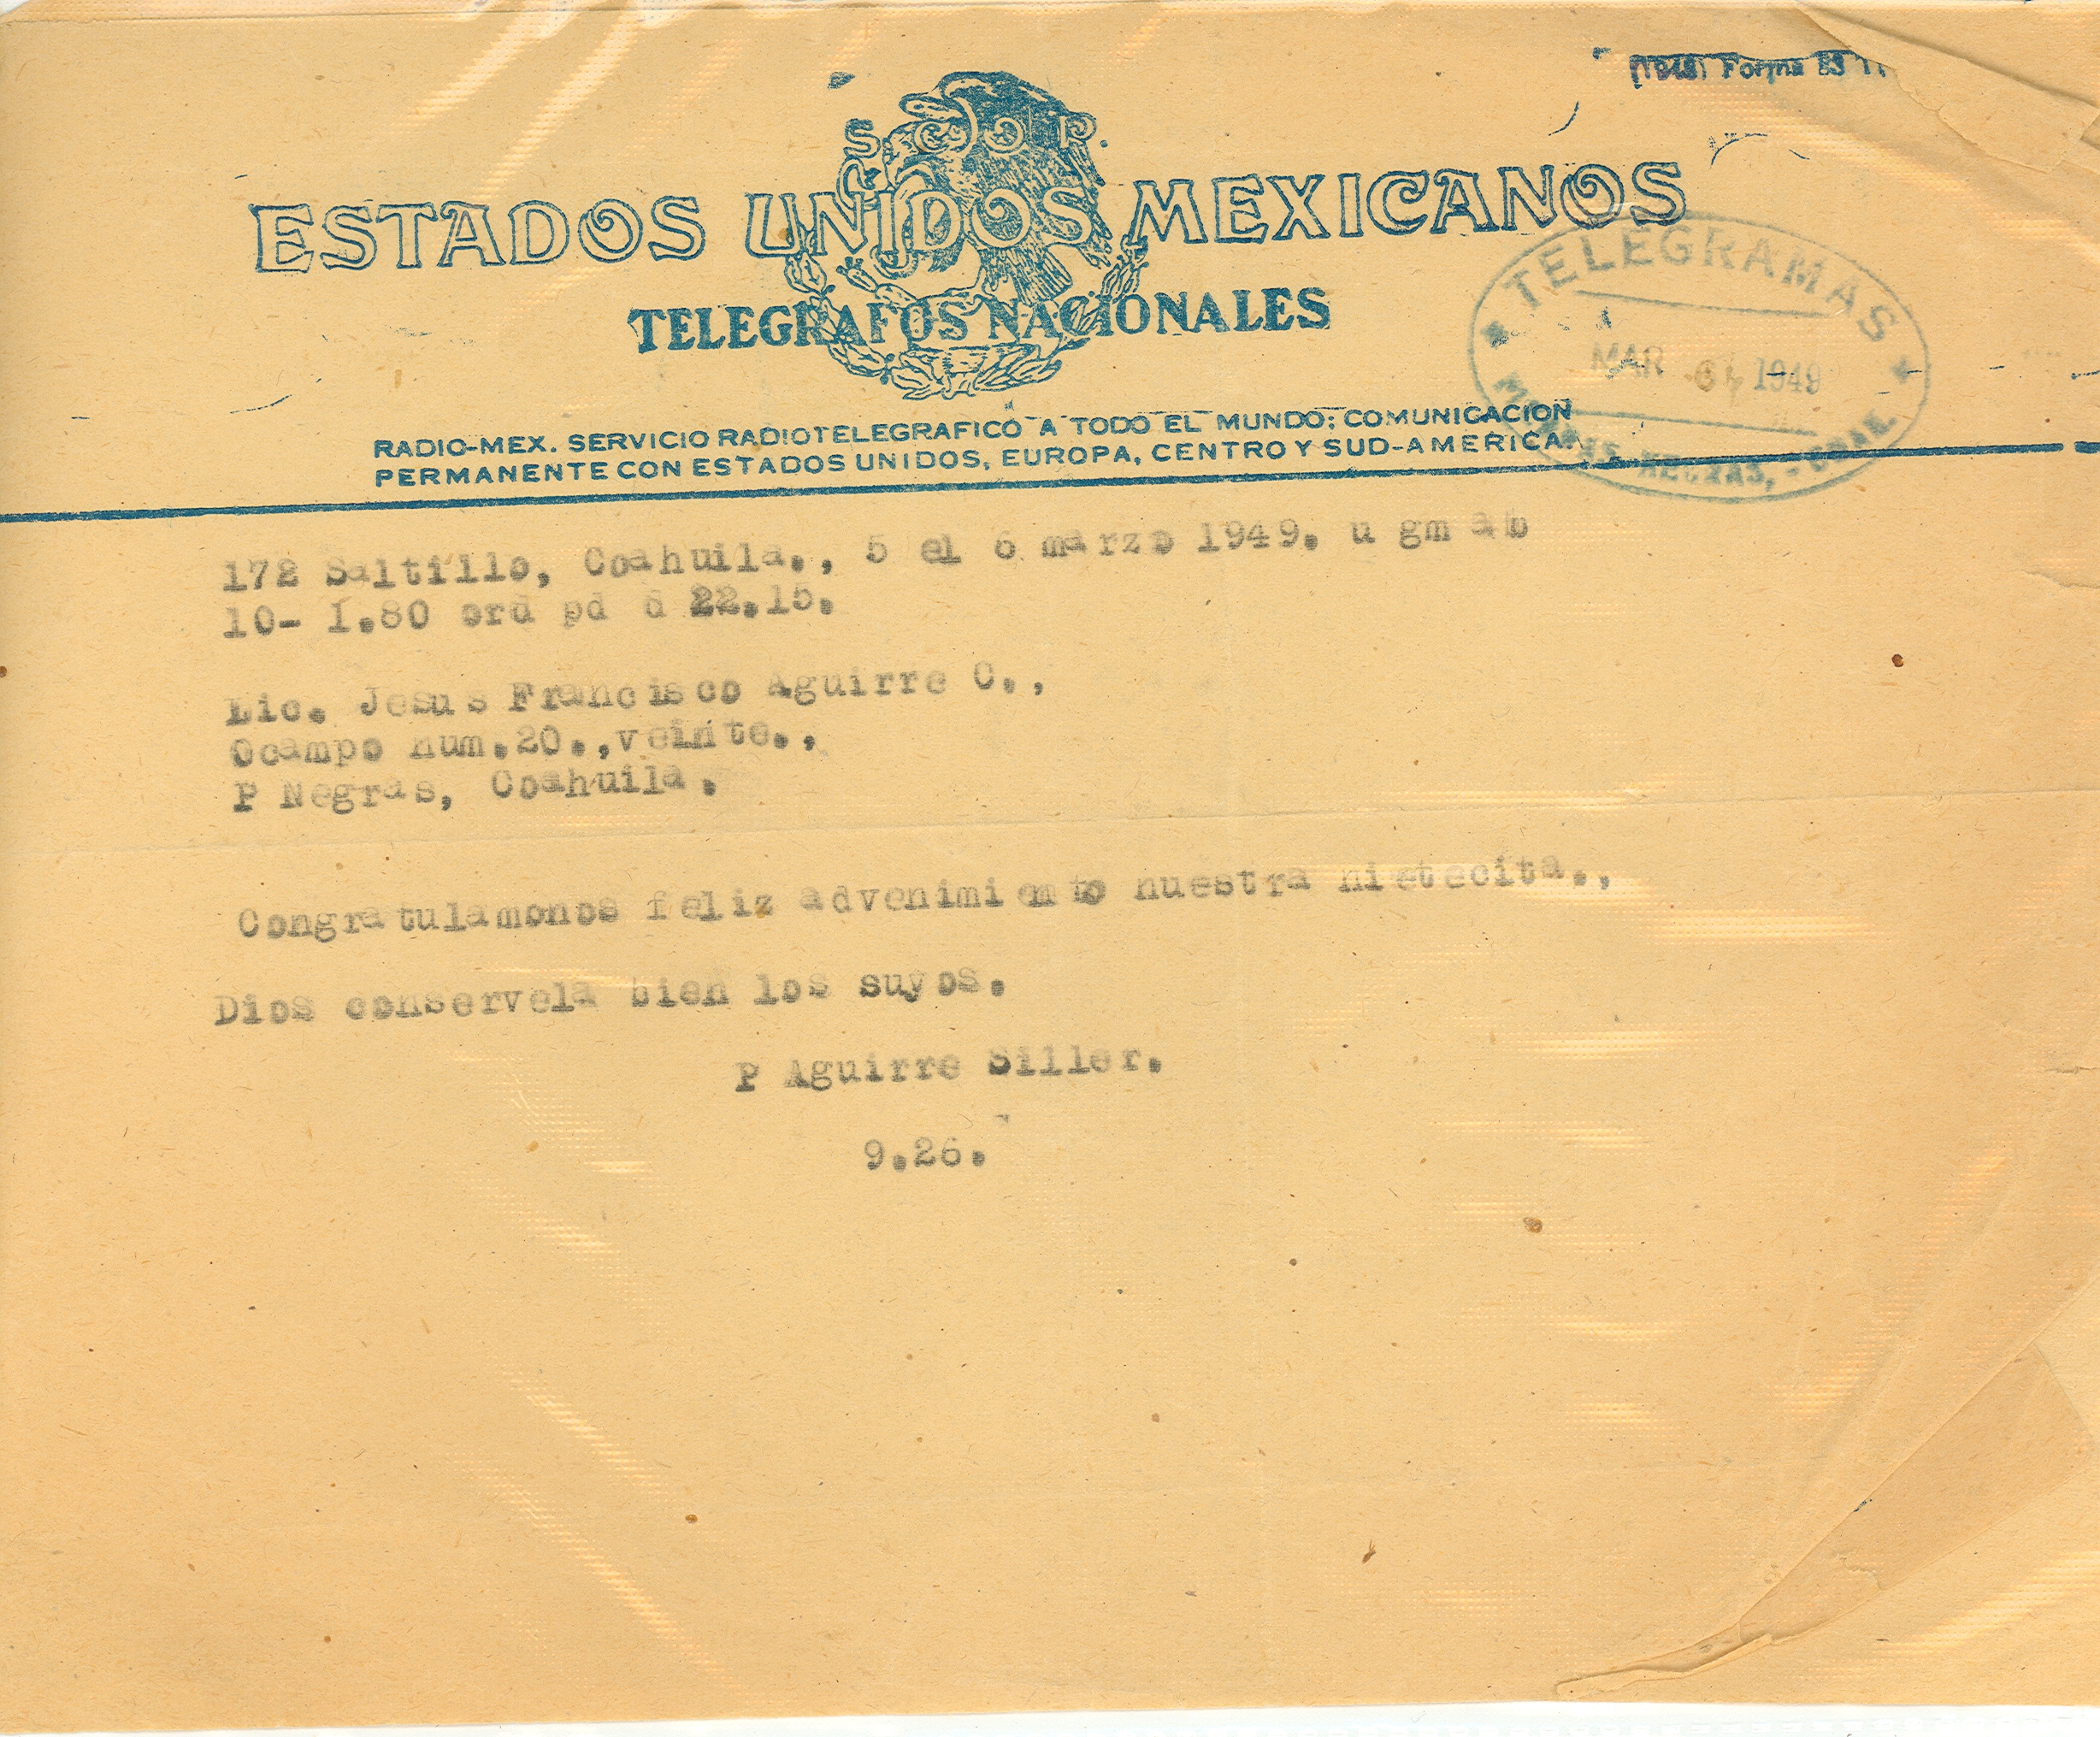 Forma
S. C. O. P.
ESTADOS UNIDOS MEXICANOS
TELEGRAFOS NACIONALES
TELEGRAMAS
MAR 1949
NEGRAS,
RADIO-MEX. SERVICIO RADIOTELEGRAFICO A TODO EL MUNDO; COMUNICACION
PERMANENTE CON ESTADOS UNIDOS, EUROPA, CENTRO Y SUD-AMERICA.
172 Saltillo, Coahuila., 5 el 6 marzo 1949. u gm ab
10- 1.80 ord pd d 22.15.
Lic. Jesus Francisco Aguirre C.,
Ocampo num.20.,veinte.,
P Negras, Coahuila.
Congratulamonos feliz advenimiento nuestra nietecita.,
Dios conservela bien los suyos.
P Aguirre Siller.
9.26.